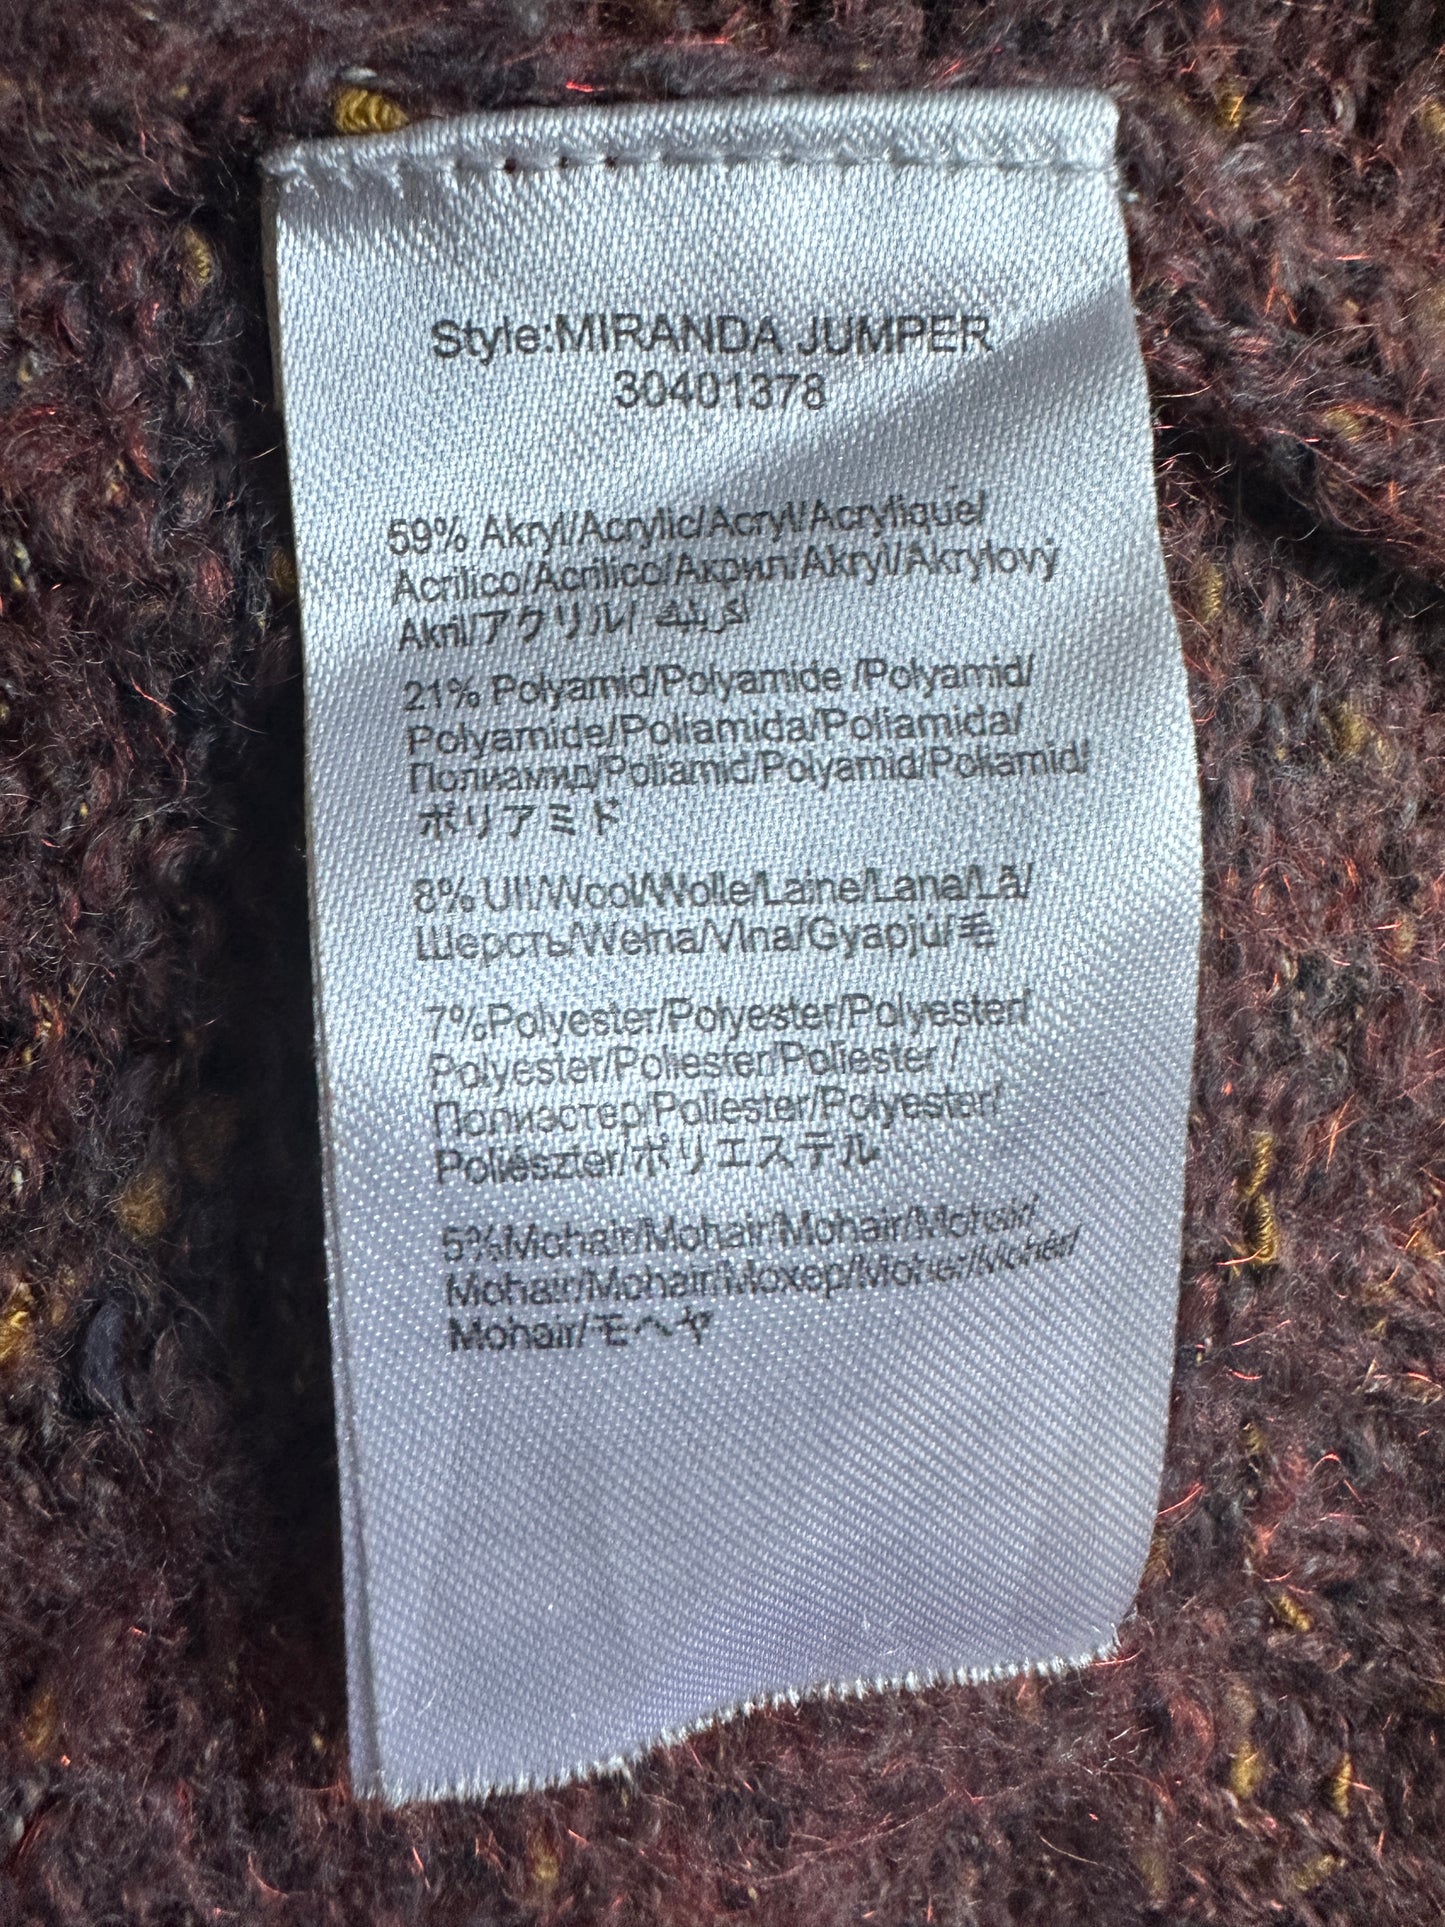 Style:MIRANDA JUMPER
30401378
59% Akryl/Acrylic/Acryl/Acrylique/
Acrilico/Acrilico/Акрил/Akryl/Akrylový
Akril/アクリル/
21% Polyamid/Polyamide /Polyamid/
Polyamide/Poliamida/Poliamida/
Полиамид/Poliamid/Polyamid/Poliamid/
ポリアミド
8% Ull/Wool/Wolle/Laine/Lana/Lã/
Шерсть/Wełna/Vlna/Gyapjú/毛
7%Polyester/Polyester/Polyester/
Polyester/Poliester/Poliester /
Полиэстер/Poliester/Polyester/
Poliészter/ポリエステル
5%Mohair/Mohair/Mohair/Mohair/
Mohair/Mohair/Мохер/Moher/Mohér/
Mohair/モヘヤ